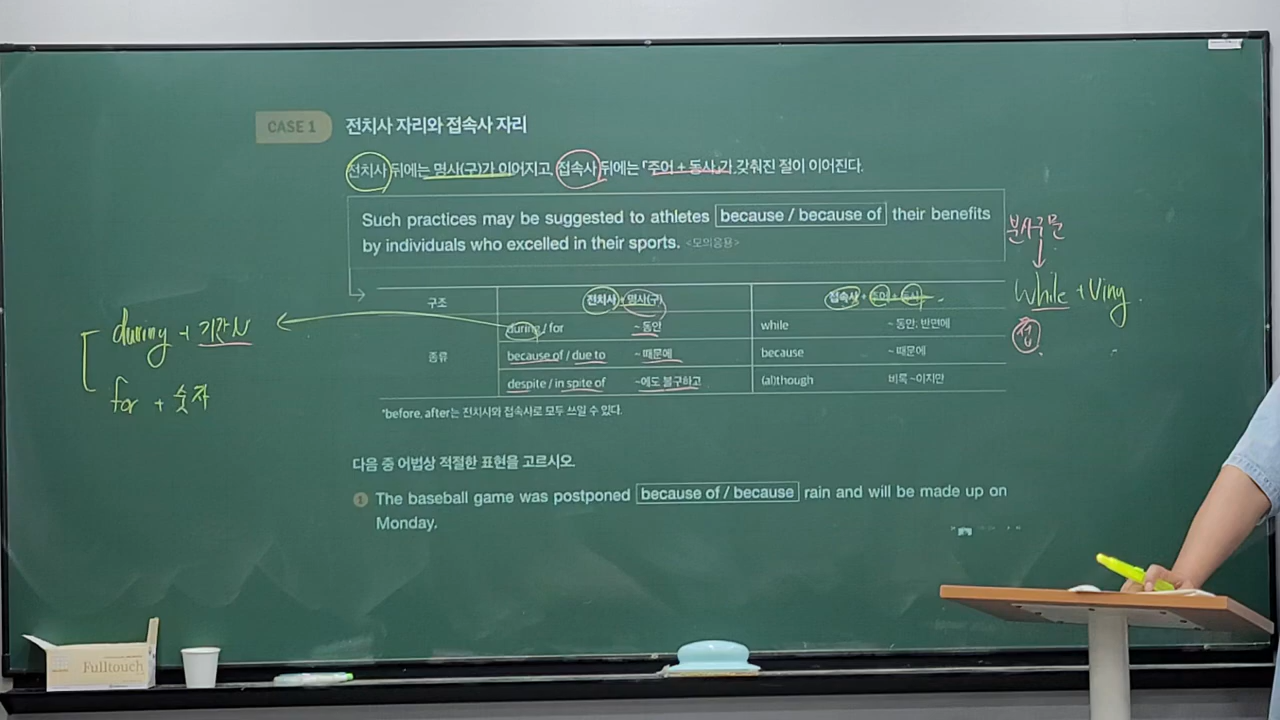 CASE 1 전치사 자리와 접속사 자리
전치사 뒤에는 명사(구)가 이어지고, 접속사 뒤에는 「주어 + 동사」가 갖춰진 절이 이어진다.
Such practices may be suggested to athletes because / because of their benefits
by individuals who excelled in their sports. <모의응용>
분사구문
while + Ving.
접
구조 전치사 + 명사(구) 접속사 + 주어 + 동사
종류
during / for ~ 동안 while ~ 동안; 반면에
because of / due to ~ 때문에 because ~ 때문에
despite / in spite of ~에도 불구하고 (al)though 비록 ~이지만
during + 기간N
for + 숫자
*before, after는 전치사와 접속사로 모두 쓰일 수 있다.
다음 중 어법상 적절한 표현을 고르시오.
1 The baseball game was postponed because of / because rain and will be made up on
Monday.
Fulltouch